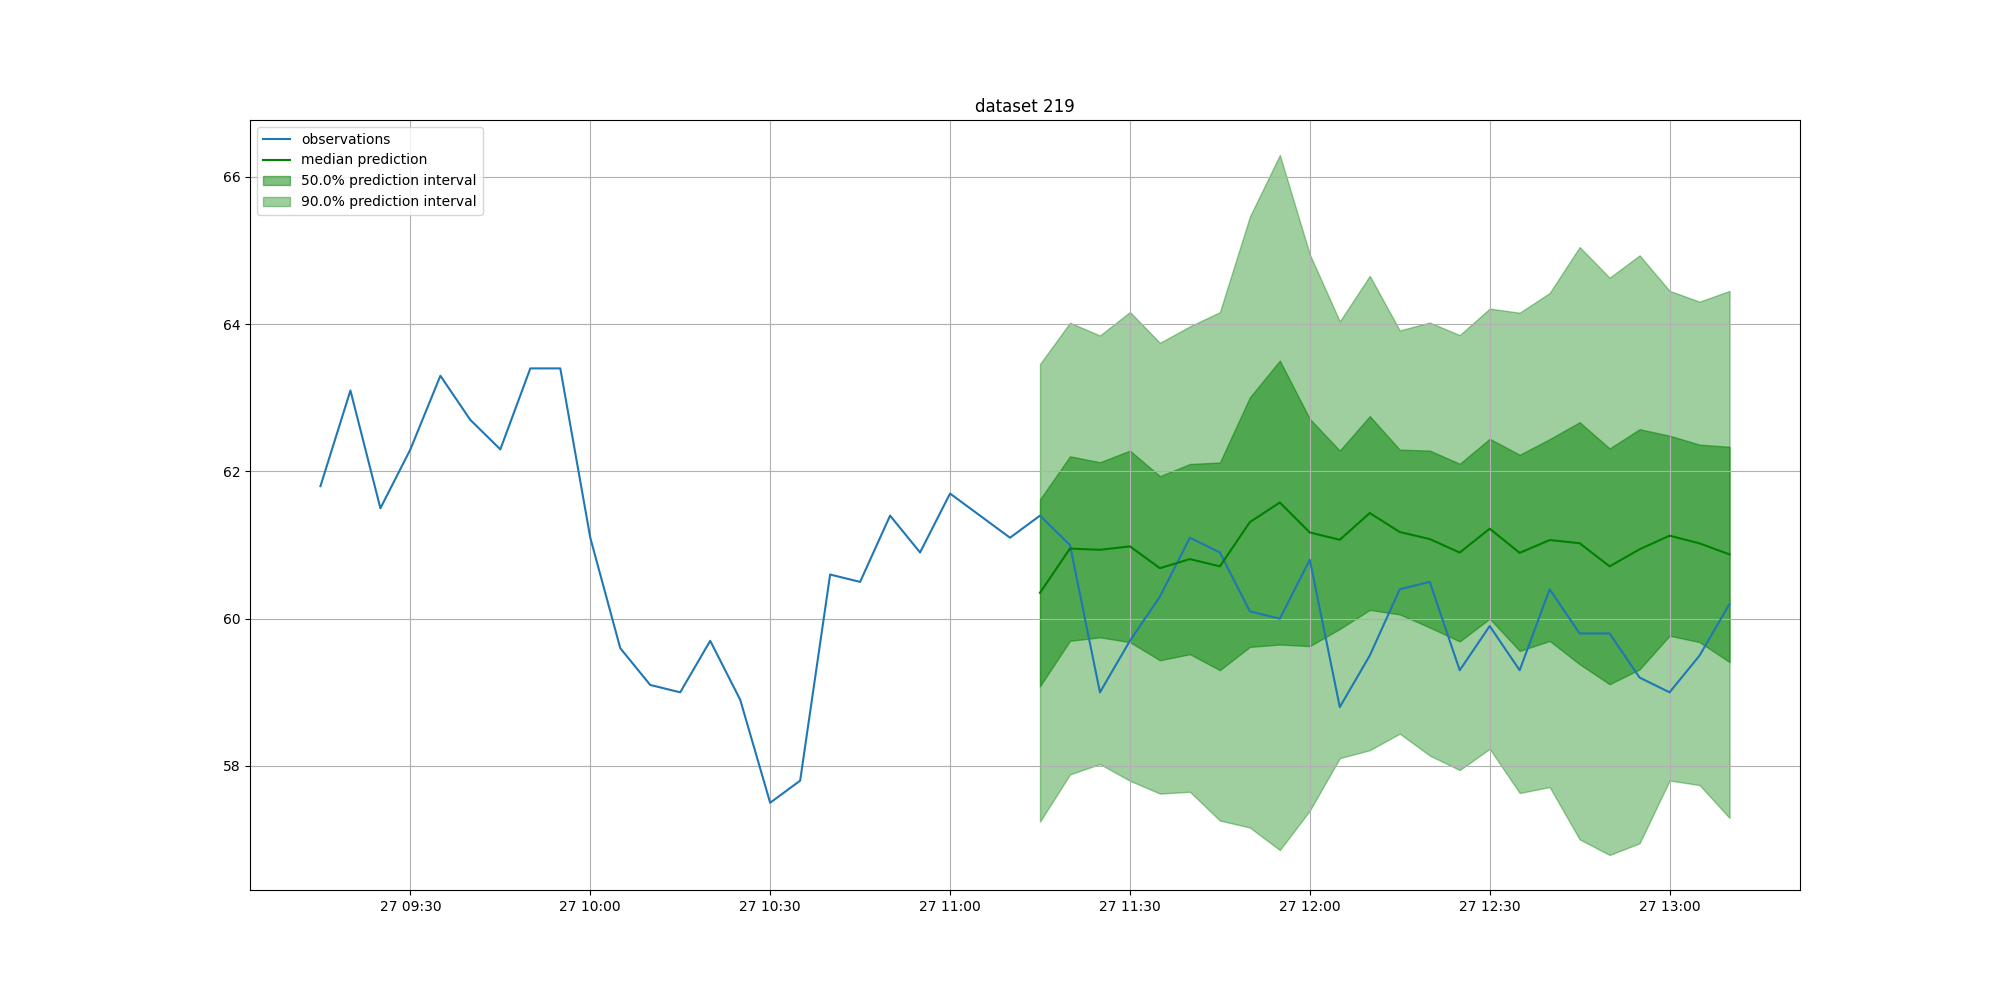 dataset 219
observations
median prediction
50.0% prediction interval
90.0% prediction interval
66
64
62
60
58
27 09:30
27 10:00
27 10:30
27 11:00
27 11:30
27 12:00
27 12:30
27 13:00